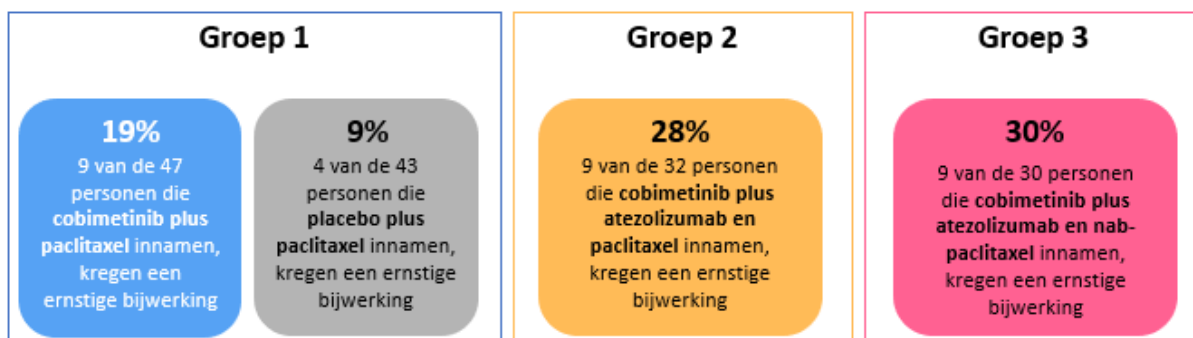 Groep 1
19%
9 van de 47
personen die
cobimetinib plus
paclitaxel innamen,
kregen een
ernstige bijwerking
9%
4 van de 43
personen die
placebo plus
paclitaxel innamen,
kregen een ernstige
bijwerking
Groep 2
28%
9 van de 32 personen
die cobimetinib plus
atezolizumab en
paclitaxel innamen,
kregen een ernstige
bijwerking
Groep 3
30%
9 van de 30 personen
die cobimetinib plus
atezolizumab en nab-
paclitaxel innamen,
kregen een ernstige
bijwerking